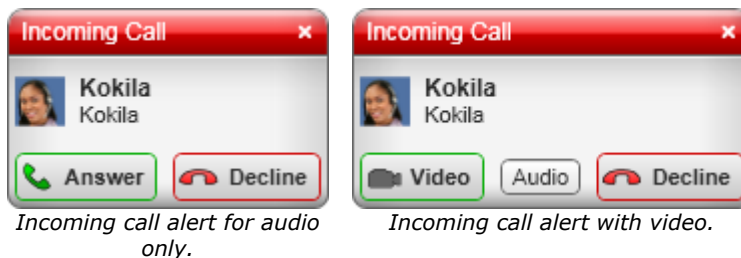 Incoming Call ×
Kokila
Kokila
Answer Decline
Incoming call alert for audio
only.
Incoming Call ×
Kokila
Kokila
Video Audio Decline
Incoming call alert with video.